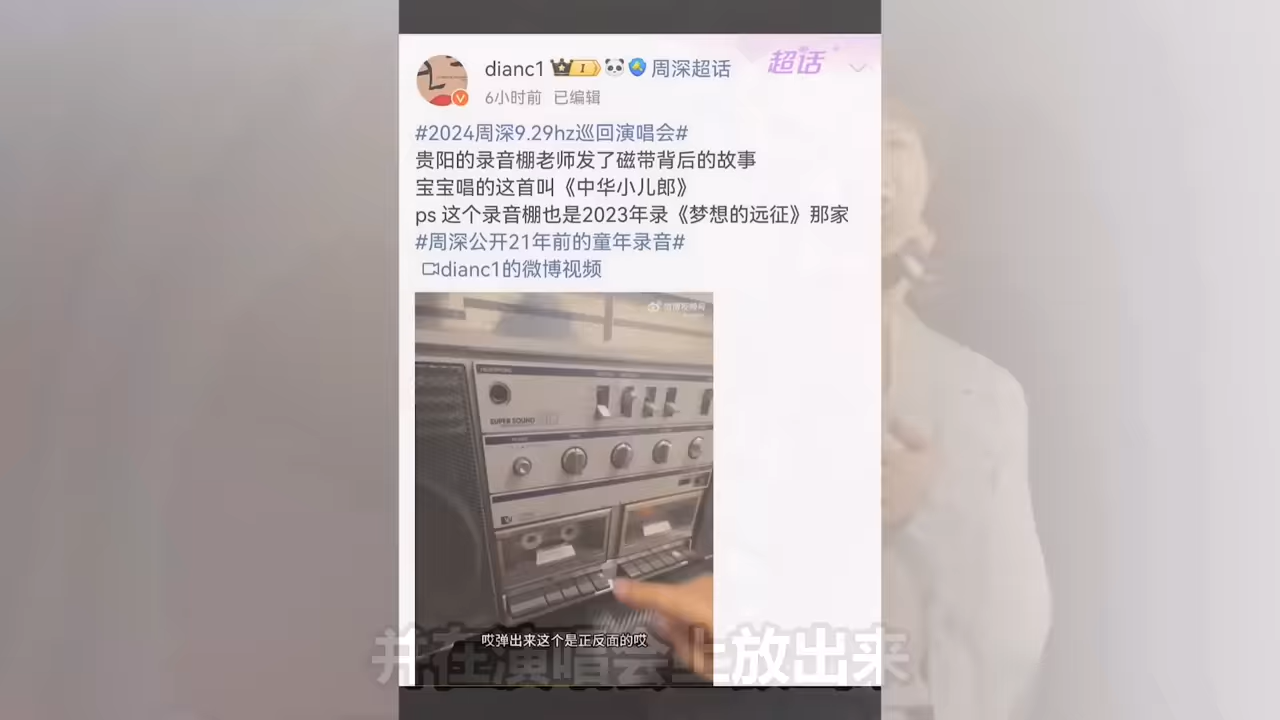 dianc1 I 周深超话
超话
6小时前 已编辑
#2024周深9.29hz巡回演唱会#
贵阳的录音棚老师发了磁带背后的故事
宝宝唱的这首叫《中华小儿郎》
ps 这个录音棚也是2023年录《梦想的远征》那家
#周深公开21年前的童年录音#
dianc1的微博视频
SUPER SOUND
哎弹出来这个是正反面的哎
并在演唱会上放出来